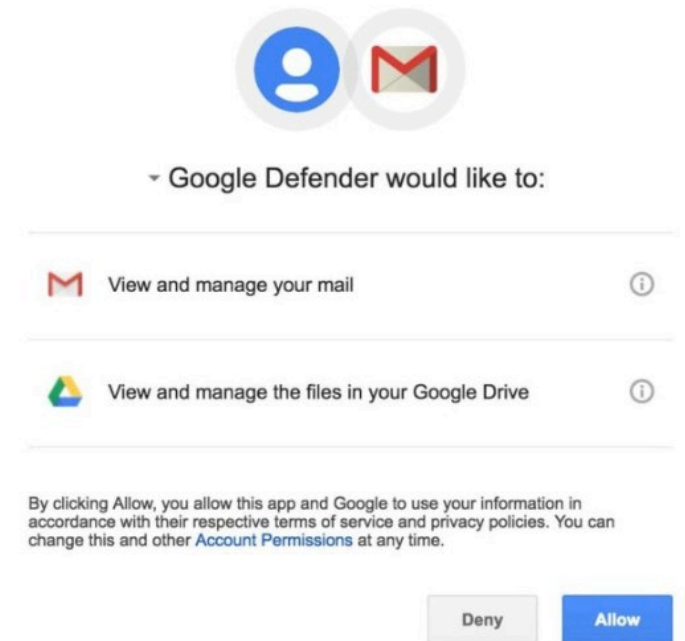 Google Defender would like to:
View and manage your mail
View and manage the files in your Google Drive
By clicking Allow, you allow this app and Google to use your information in
accordance with their respective terms of service and privacy policies. You can
change this and other Account Permissions at any time.
Deny Allow